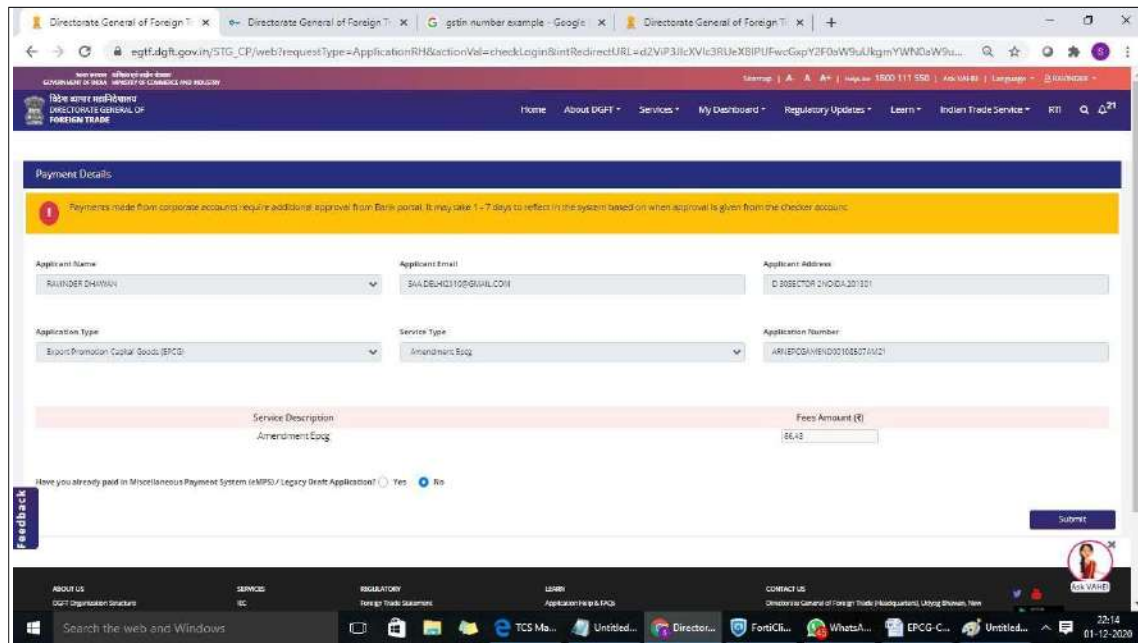 Directorate General of Foreign T
Directorate General of Foreign T
gstin number example - Google
Directorate General of Foreign T
egtf.dgft.gov.in/STG_CP/web?requestType=ApplicationRH&actionVal=checkLogin&
GOVERNMENT OF INDIA MINISTRY OF COMMERCE AND INDUSTRY
Sitemap | A- A A+ | 1800 111 550 | Ask VAHEI | Language
विदेश व्यापार महानिदेशालय
DIRECTORATE GENERAL OF
FOREIGN TRADE
Home About DGFT Services My Dashboard Regulatory Updates Learn Indian Trade Service RTI 21
Payment Details
Payments made from corporate accounts require additional approval from Bank portal. It may take 1 - 7 days to reflect in the system based on when approval is given from the checker account.
Applicant Name Applicant Email Applicant Address
RAVINDER DHAWAN
Application Type Service Type Application Number
Export Promotion Capital Goods (EPCG) Amendment Epcg
Service Description Fees Amount (₹)
Amendment Epcg 86.43
Have you already paid in Miscellaneous Payment System (eMPS) / Legacy Draft Application? Yes No
Feedback
Submit
Ask VAHEI
ABOUT US SERVICES REGULATORY LEARN CONTACT US
DGFT Organization Structure IEC Foreign Trade Statement Application Help & FAQs Directorate General of Foreign Trade (Headquarters), Udyog Bhawan, New
Search the web and Windows TCS Ma... Untitled... Director... FortiCli... WhatsA... EPCG-C... Untitled... 22:14
01-12-2020